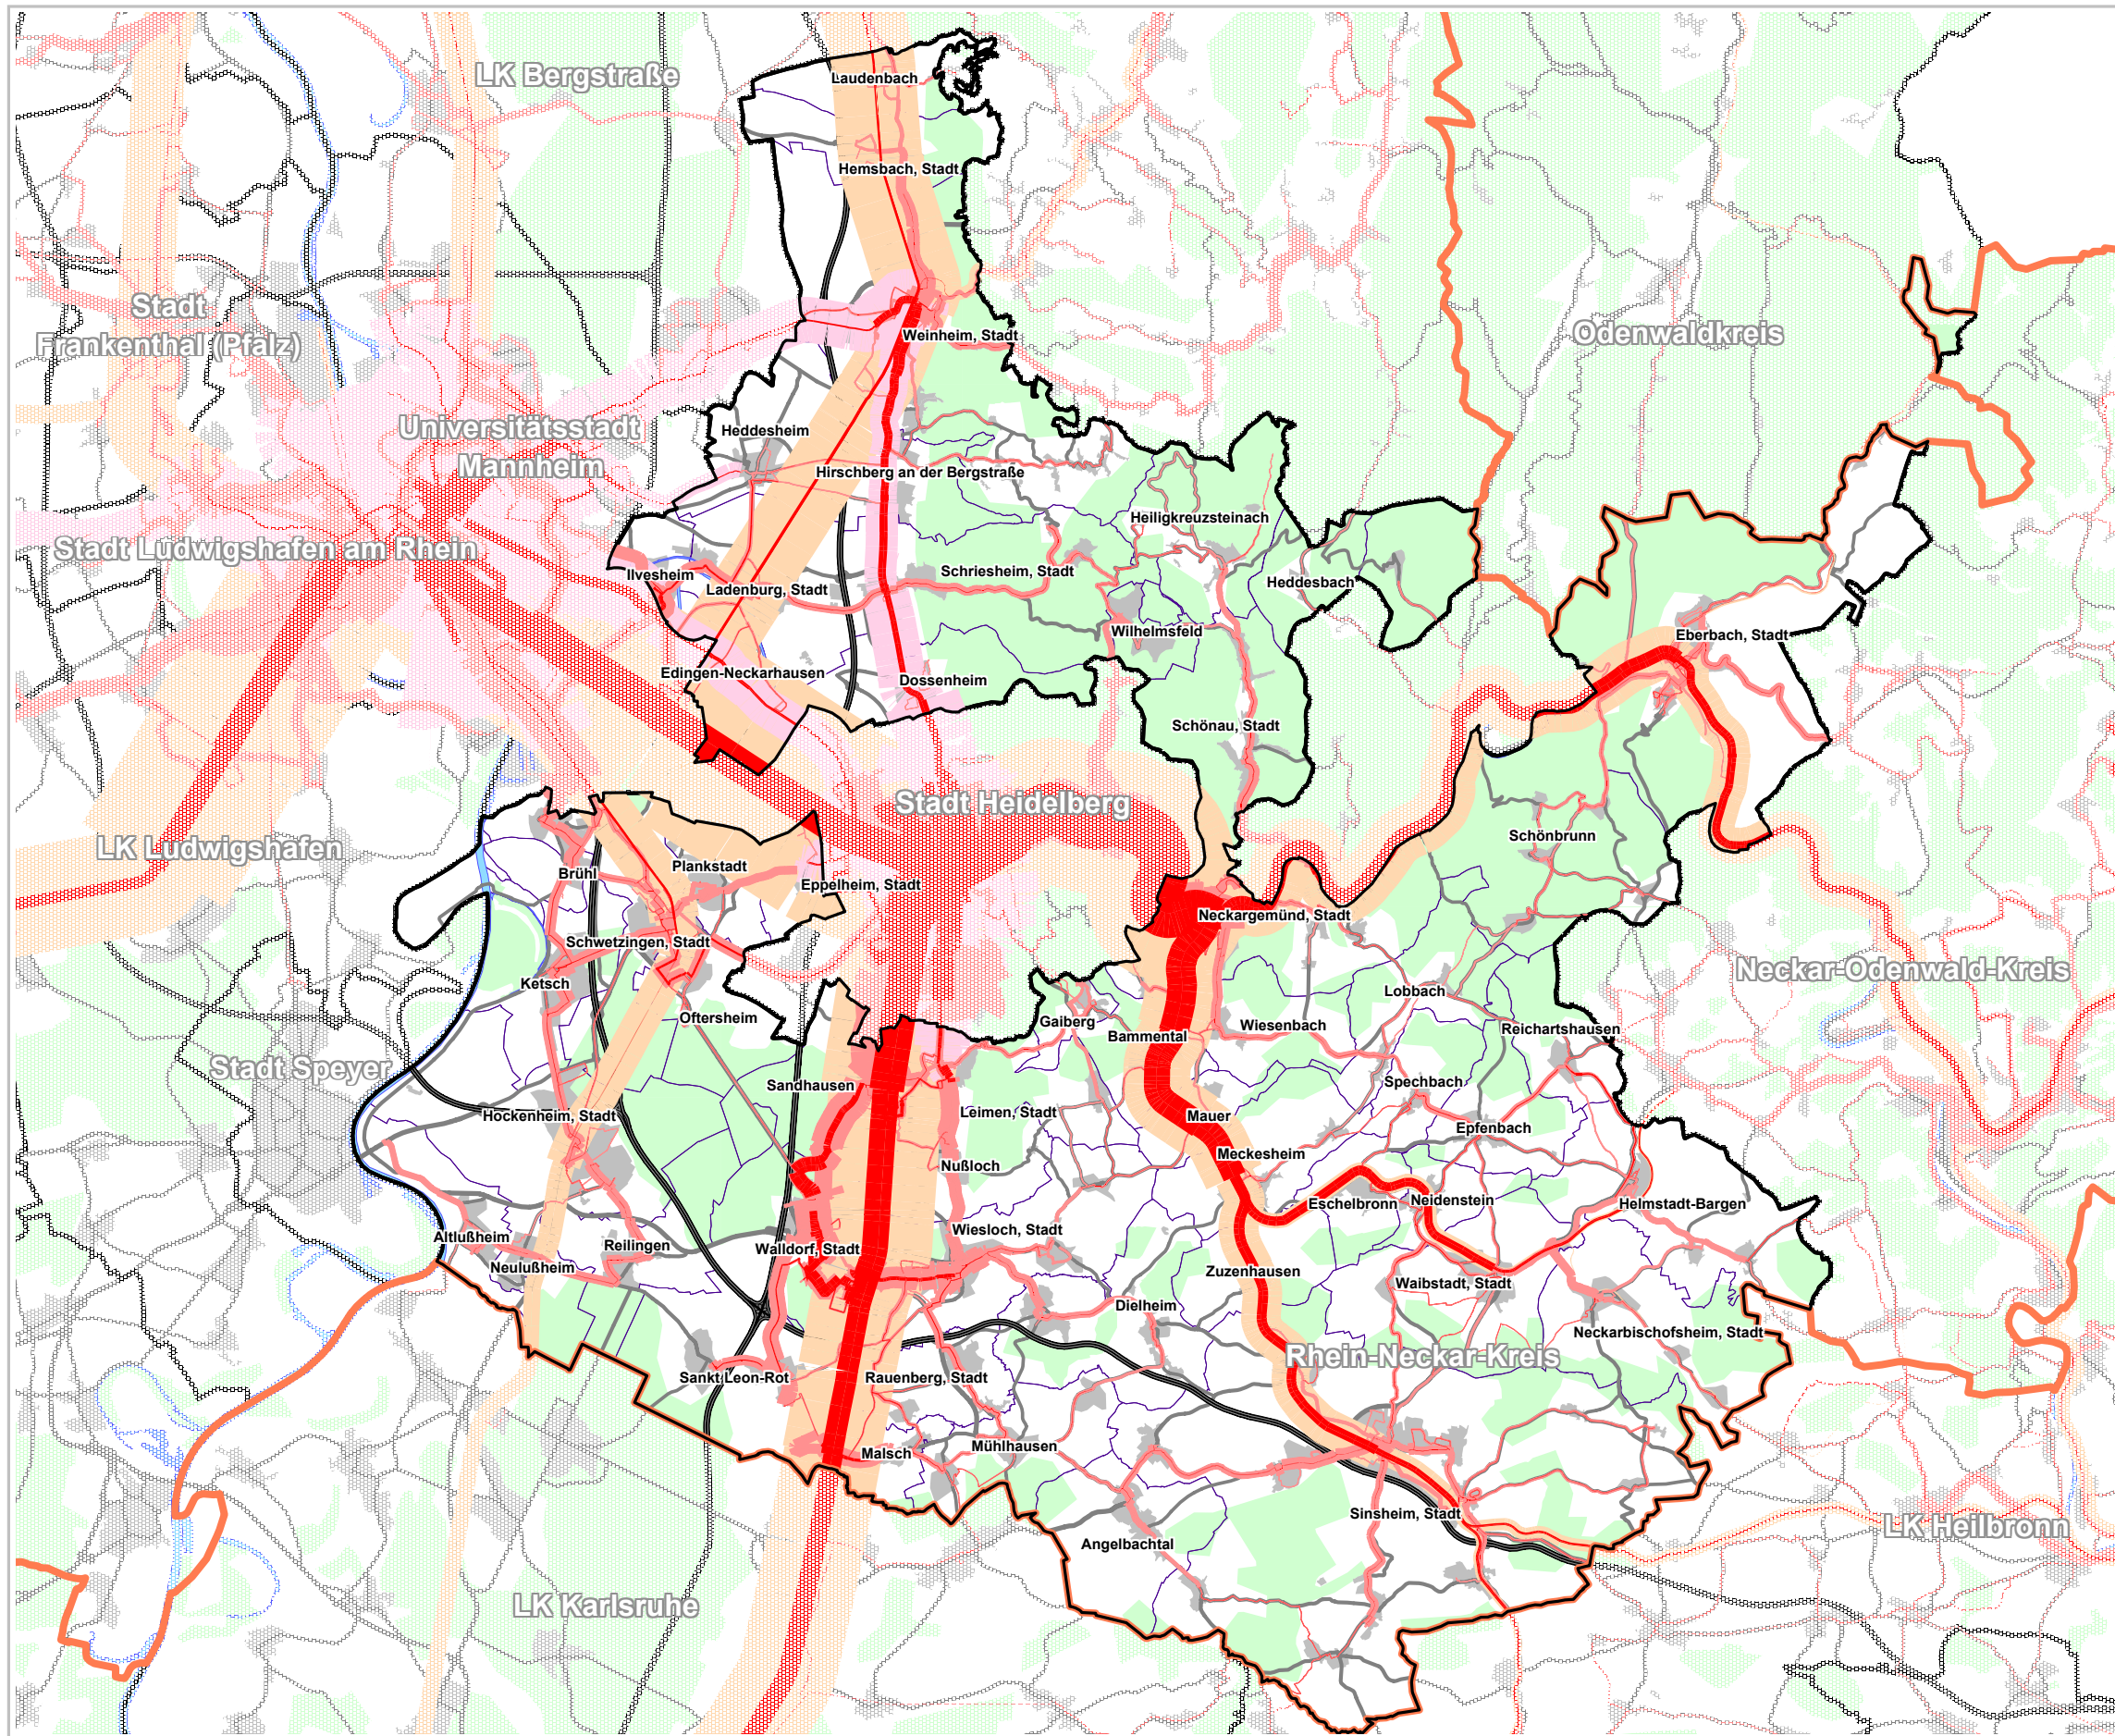 LK Bergstraße
Laudenbach
Hemsbach, Stadt
Stadt
Frankenthal (Pfalz)
Weinheim, Stadt
Odenwaldkreis
Universitätsstadt
Mannheim
Heddesheim
Hirschberg an der Bergstraße
Heiligkreuzsteinach
Stadt Ludwigshafen am Rhein
Ilvesheim
Ladenburg, Stadt
Schriesheim, Stadt
Heddesbach
Wilhelmsfeld
Eberbach, Stadt
Edingen-Neckarhausen
Dossenheim
Schönau, Stadt
Stadt Heidelberg
Schönbrunn
LK Ludwigshafen
Brühl
Plankstadt
Eppelheim, Stadt
Neckargemünd, Stadt
Schwetzingen, Stadt
Ketsch
Neckar-Odenwald-Kreis
Lobbach
Oftersheim
Gaiberg
Bammental
Wiesenbach
Reichartshausen
Stadt Speyer
Sandhausen
Spechbach
Hockenheim, Stadt
Leimen, Stadt
Mauer
Epfenbach
Meckesheim
Nußloch
Eschelbronn
Neidenstein
Helmstadt-Bargen
Altlußheim
Reilingen
Walldorf, Stadt
Wiesloch, Stadt
Neulußheim
Zuzenhausen
Waibstadt, Stadt
Dielheim
Neckarbischofsheim, Stadt
Rhein-Neckar-Kreis
Sankt Leon-Rot
Rauenberg, Stadt
Malsch
Mühlhausen
Sinsheim, Stadt
LK Heilbronn
Angelbachtal
LK Karlsruhe